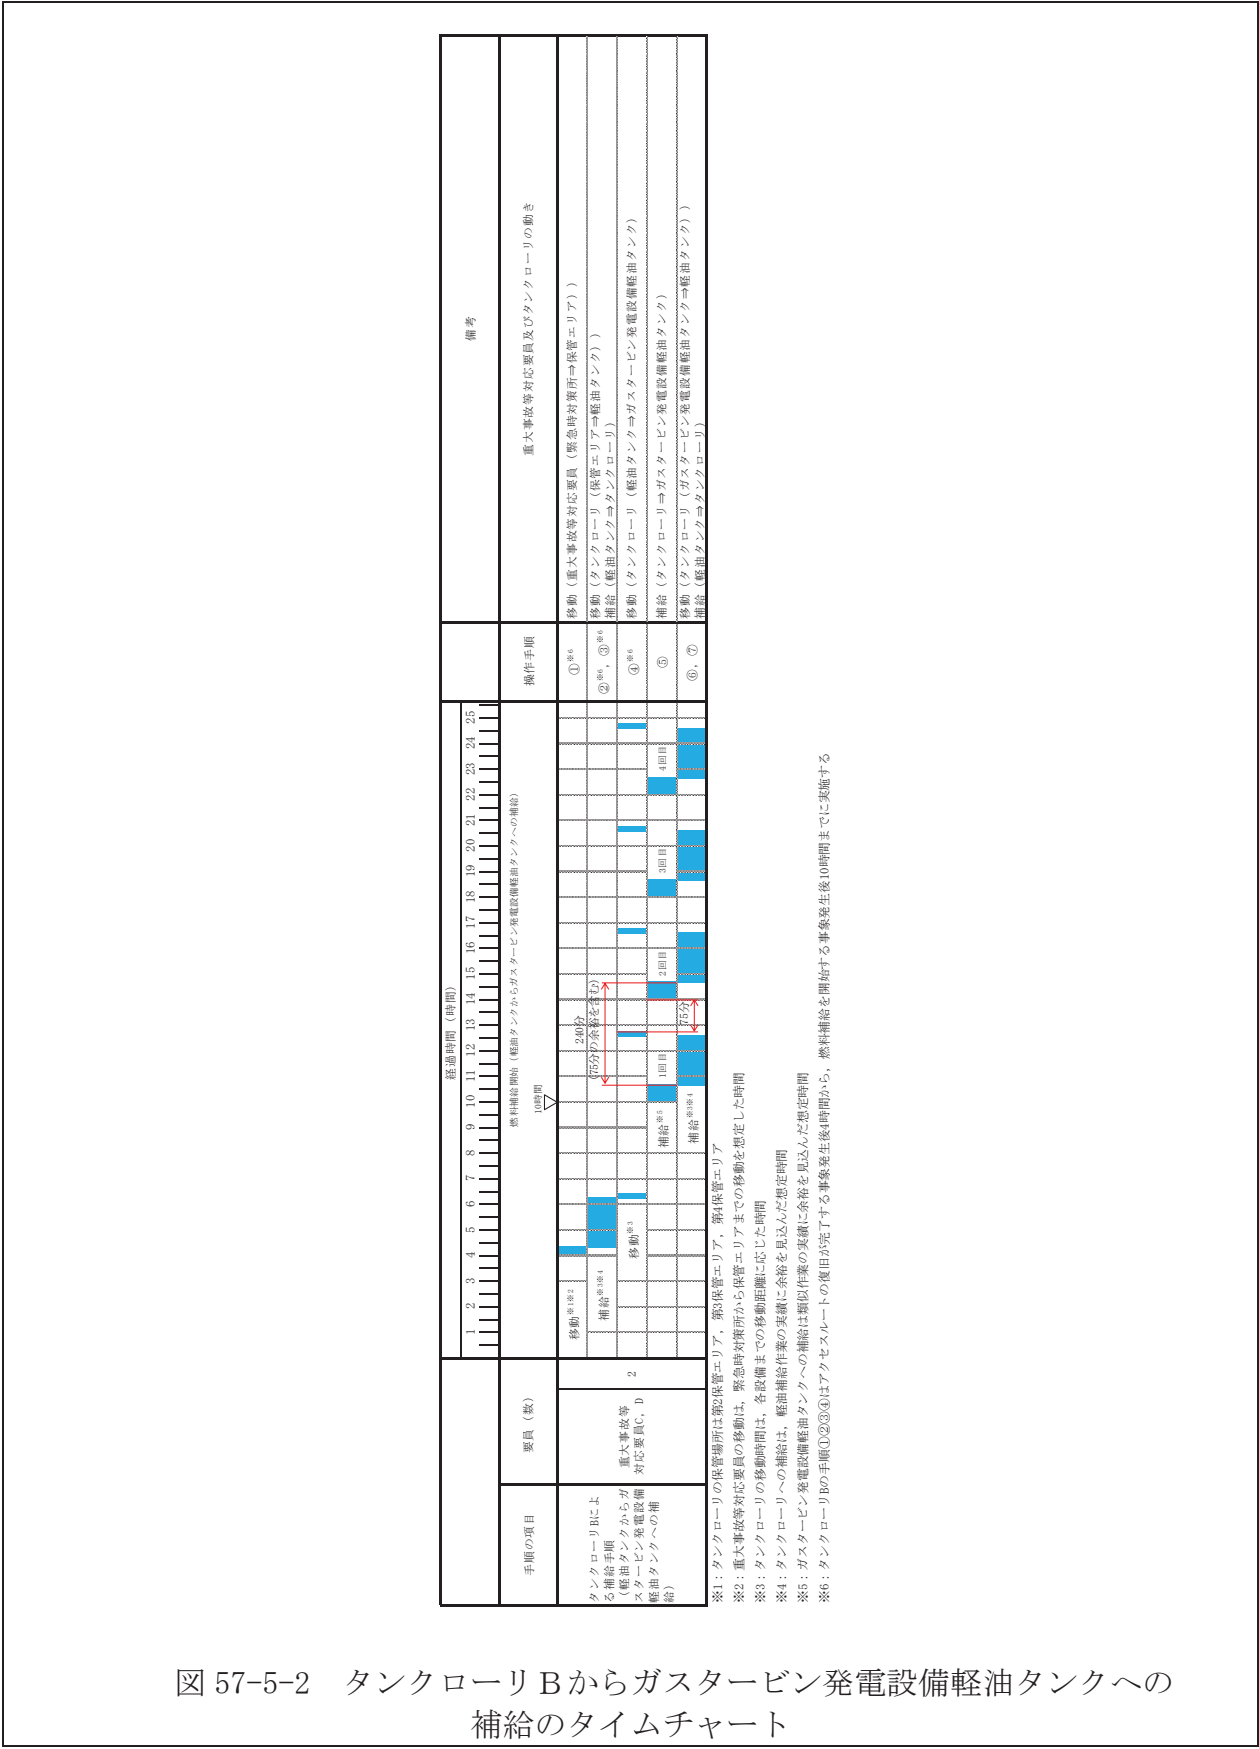 手順の項目
要員（数）
経過時間（時間）
1 2 3 4 5 6 7 8 9 10 11 12 13 14 15 16 17 18 19 20 21 22 23 24 25
備考
燃料補給開始（軽油タンクからガスタービン発電設備軽油タンクへの補給）
操作手順
重大事故等対応要員及びタンクローリの動き
10時間
タンクローリBによ
る補給手順
（軽油タンクからガ
スタービン発電設備
軽油タンクへの補
給）
重大事故等
対応要員C，D
2
移動※1※2
①※6
移動（重大事故等対応要員（緊急時対策所⇒保管エリア））
補給※3※4
240分
（75分の余裕を含む）
②※6，③※6
移動（タンクローリ（保管エリア⇒軽油タンク））
補給（軽油タンク⇒タンクローリ）
移動※3
④※6
移動（タンクローリ（軽油タンク⇒ガスタービン発電設備軽油タンク）
補給※5
1回目
2回目
3回目
4回目
⑤
補給（タンクローリ⇒ガスタービン発電設備軽油タンク）
補給※3※4
75分
⑥，⑦
移動（タンクローリ（ガスタービン発電設備軽油タンク⇒軽油タンク））
補給（軽油タンク⇒タンクローリ）
※1：タンクローリの保管場所は第2保管エリア，第3保管エリア，第4保管エリア
※2：重大事故等対応要員の移動は，緊急時対策所から保管エリアまでの移動を想定した時間
※3：タンクローリの移動時間は，各設備までの移動距離に応じた時間
※4：タンクローリへの補給は，軽油補給作業の実績に余裕を見込んだ想定時間
※5：ガスタービン発電設備軽油タンクへの補給は類似作業の実績に余裕を見込んだ想定時間
※6：タンクローリBの手順①②③④はアクセスルートの復旧が完了する事象発生後4時間から，燃料補給を開始する事象発生後10時間までに実施する
図 57-5-2　タンクローリＢからガスタービン発電設備軽油タンクへの
補給のタイムチャート